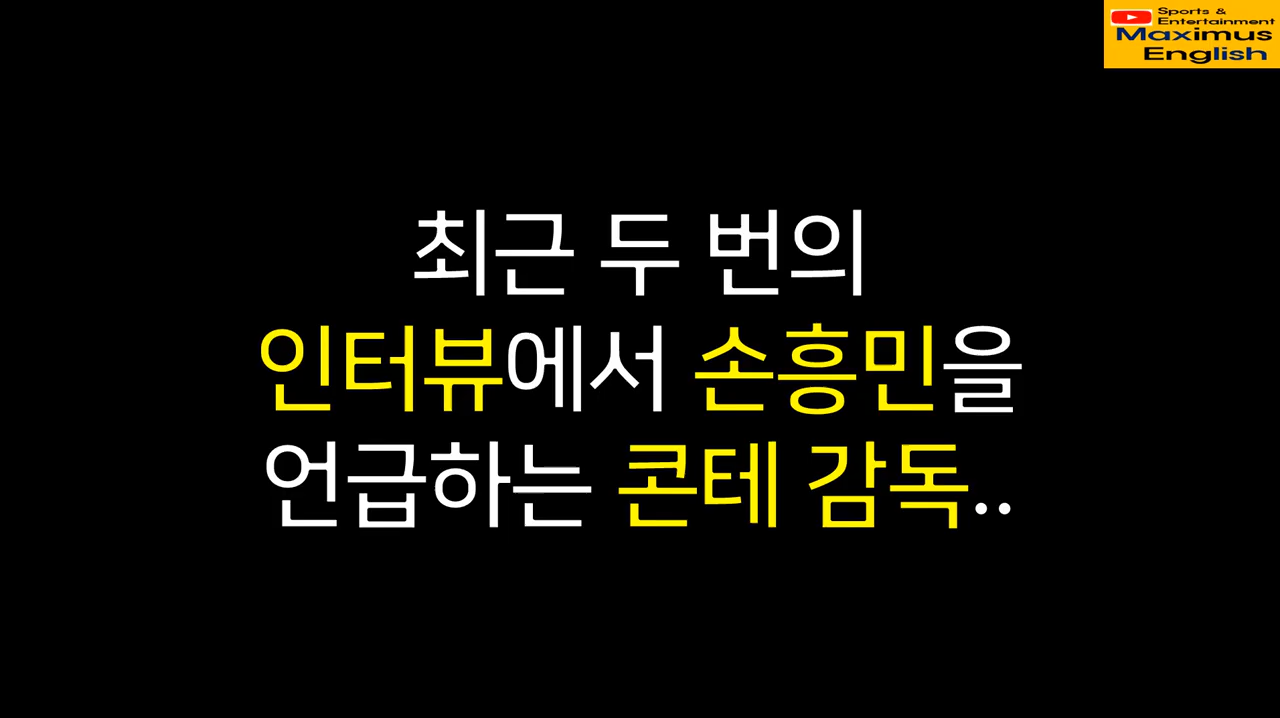 Sports &
Entertainment
Maximus
English
최근 두 번의
인터뷰에서 손흥민을
언급하는 콘테 감독..